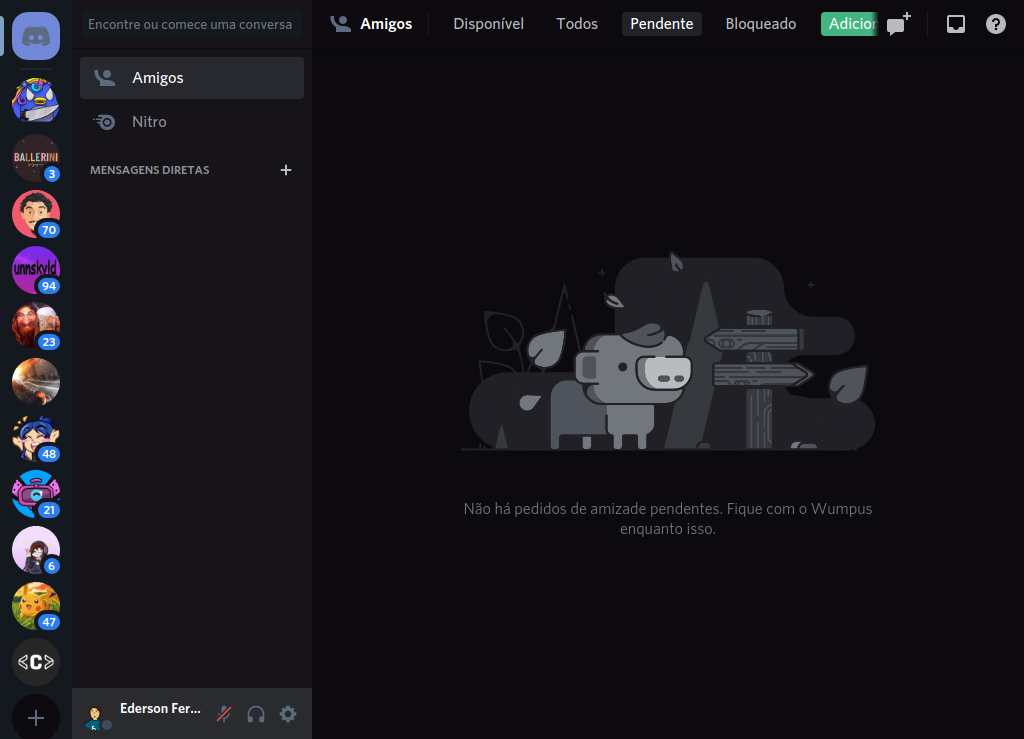 Encontre ou comece uma conversa
Amigos
Disponível
Todos
Pendente
Bloqueado
Adicior
Amigos
Nitro
MENSAGENS DIRETAS
BALLERINI
3
70
unnskyld
94
23
48
21
6
47
<C>
Não há pedidos de amizade pendentes. Fique com o Wumpus
enquanto isso.
Ederson Fer...